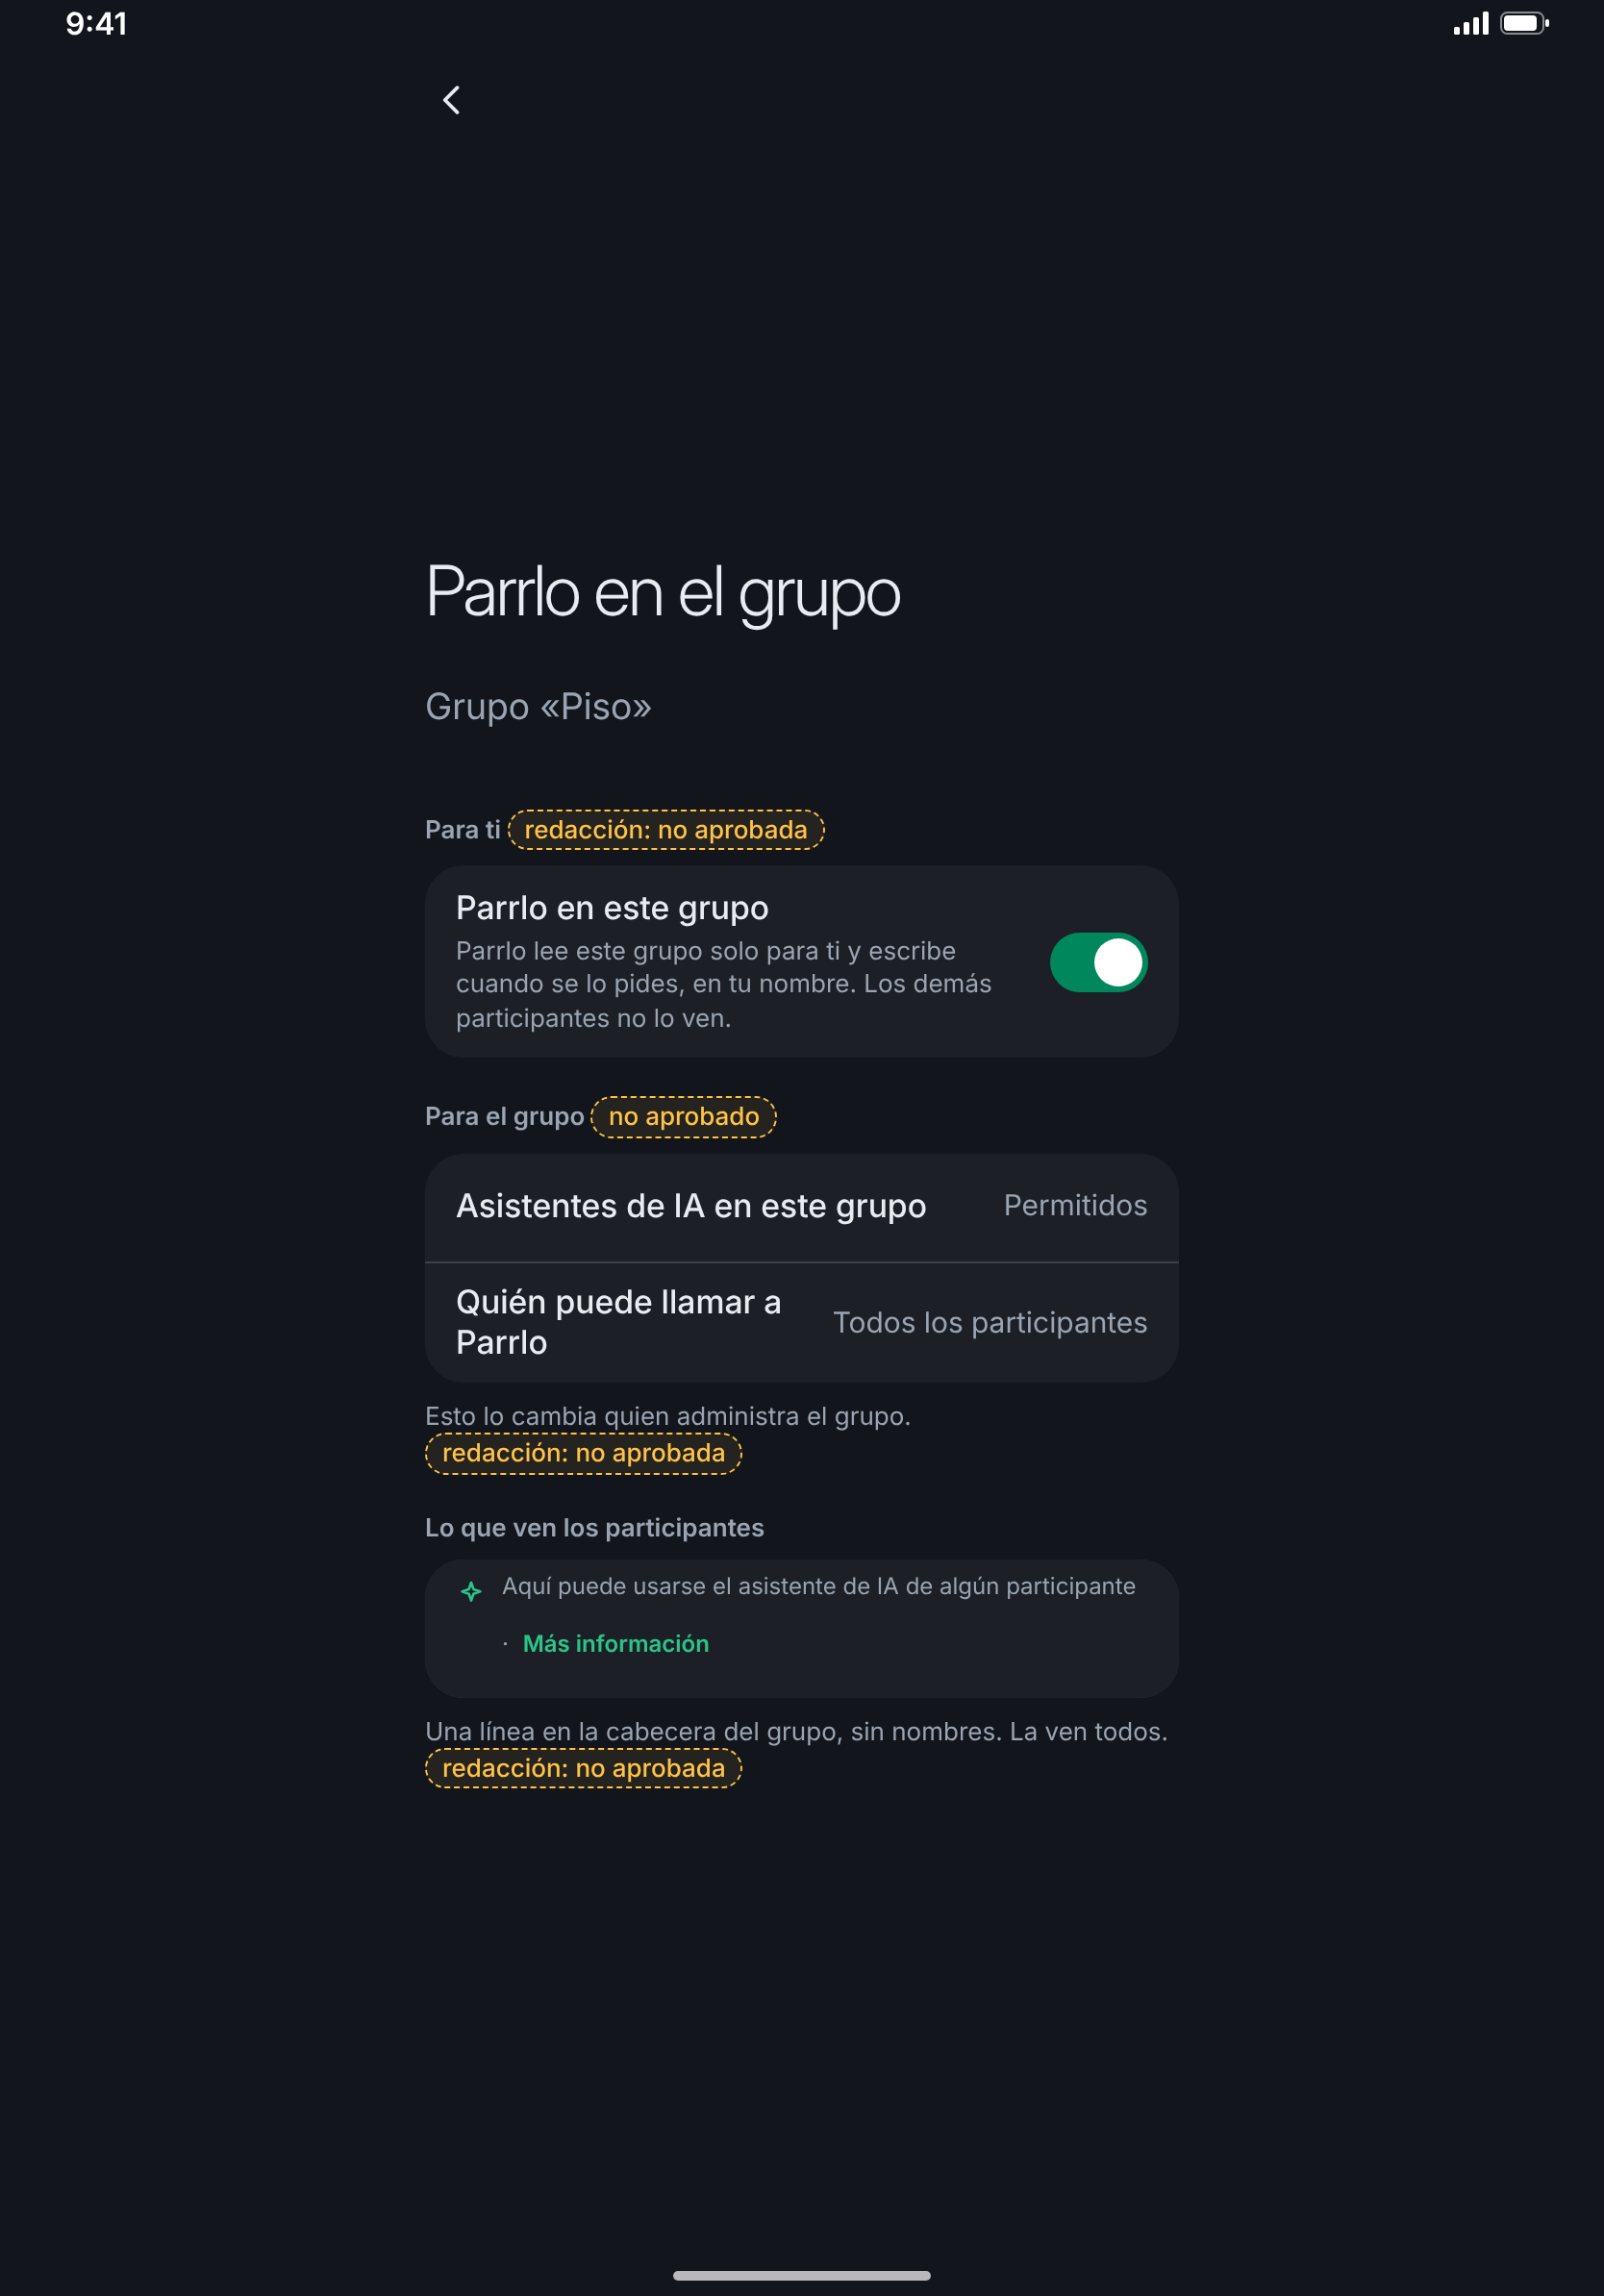 9:41
Parrlo en el grupo
Grupo «Piso»
Para ti redacción: no aprobada
Parrlo en este grupo
Parrlo lee este grupo solo para ti y escribe
cuando se lo pides, en tu nombre. Los demás
participantes no lo ven.
Para el grupo no aprobado
Asistentes de IA en este grupo Permitidos
Quién puede llamar a
Parrlo
Todos los participantes
Esto lo cambia quien administra el grupo.
redacción: no aprobada
Lo que ven los participantes
Aquí puede usarse el asistente de IA de algún participante
· Más información
Una línea en la cabecera del grupo, sin nombres. La ven todos.
redacción: no aprobada